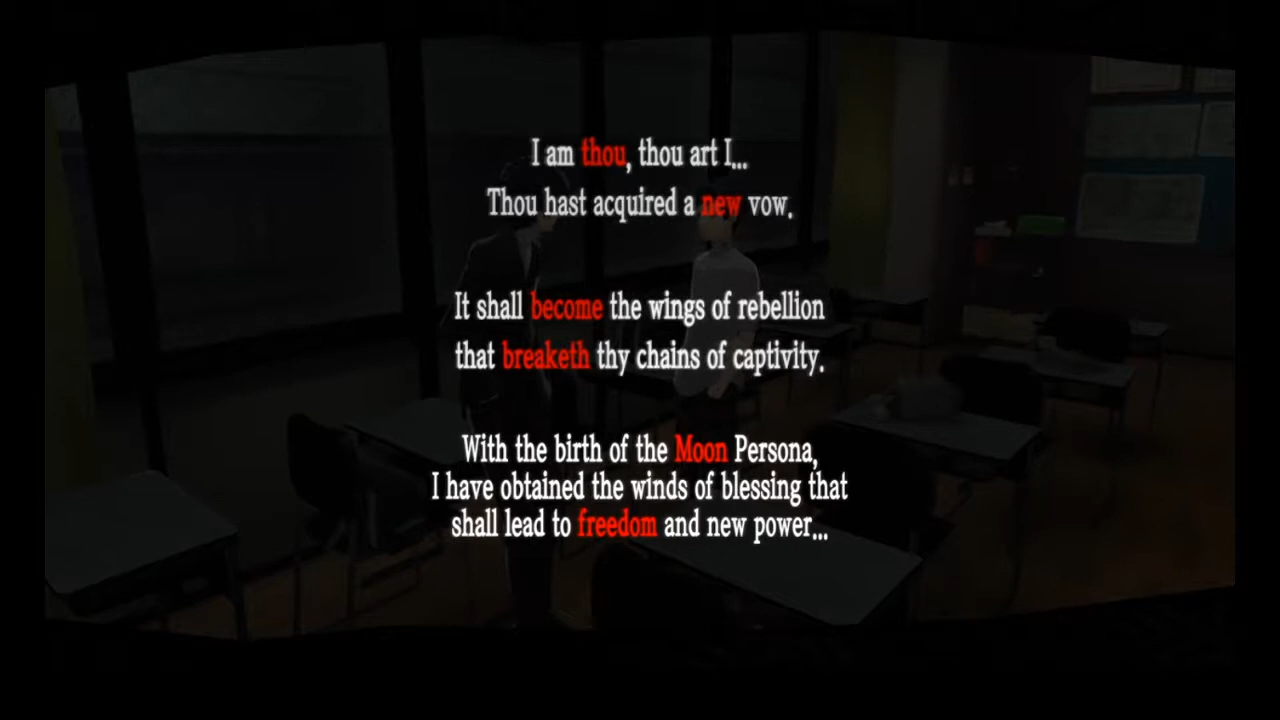 I am thou, thou art I...
Thou hast acquired a new vow.
It shall become the wings of rebellion
that breaketh thy chains of captivity.
With the birth of the Moon Persona,
I have obtained the winds of blessing that
shall lead to freedom and new power...